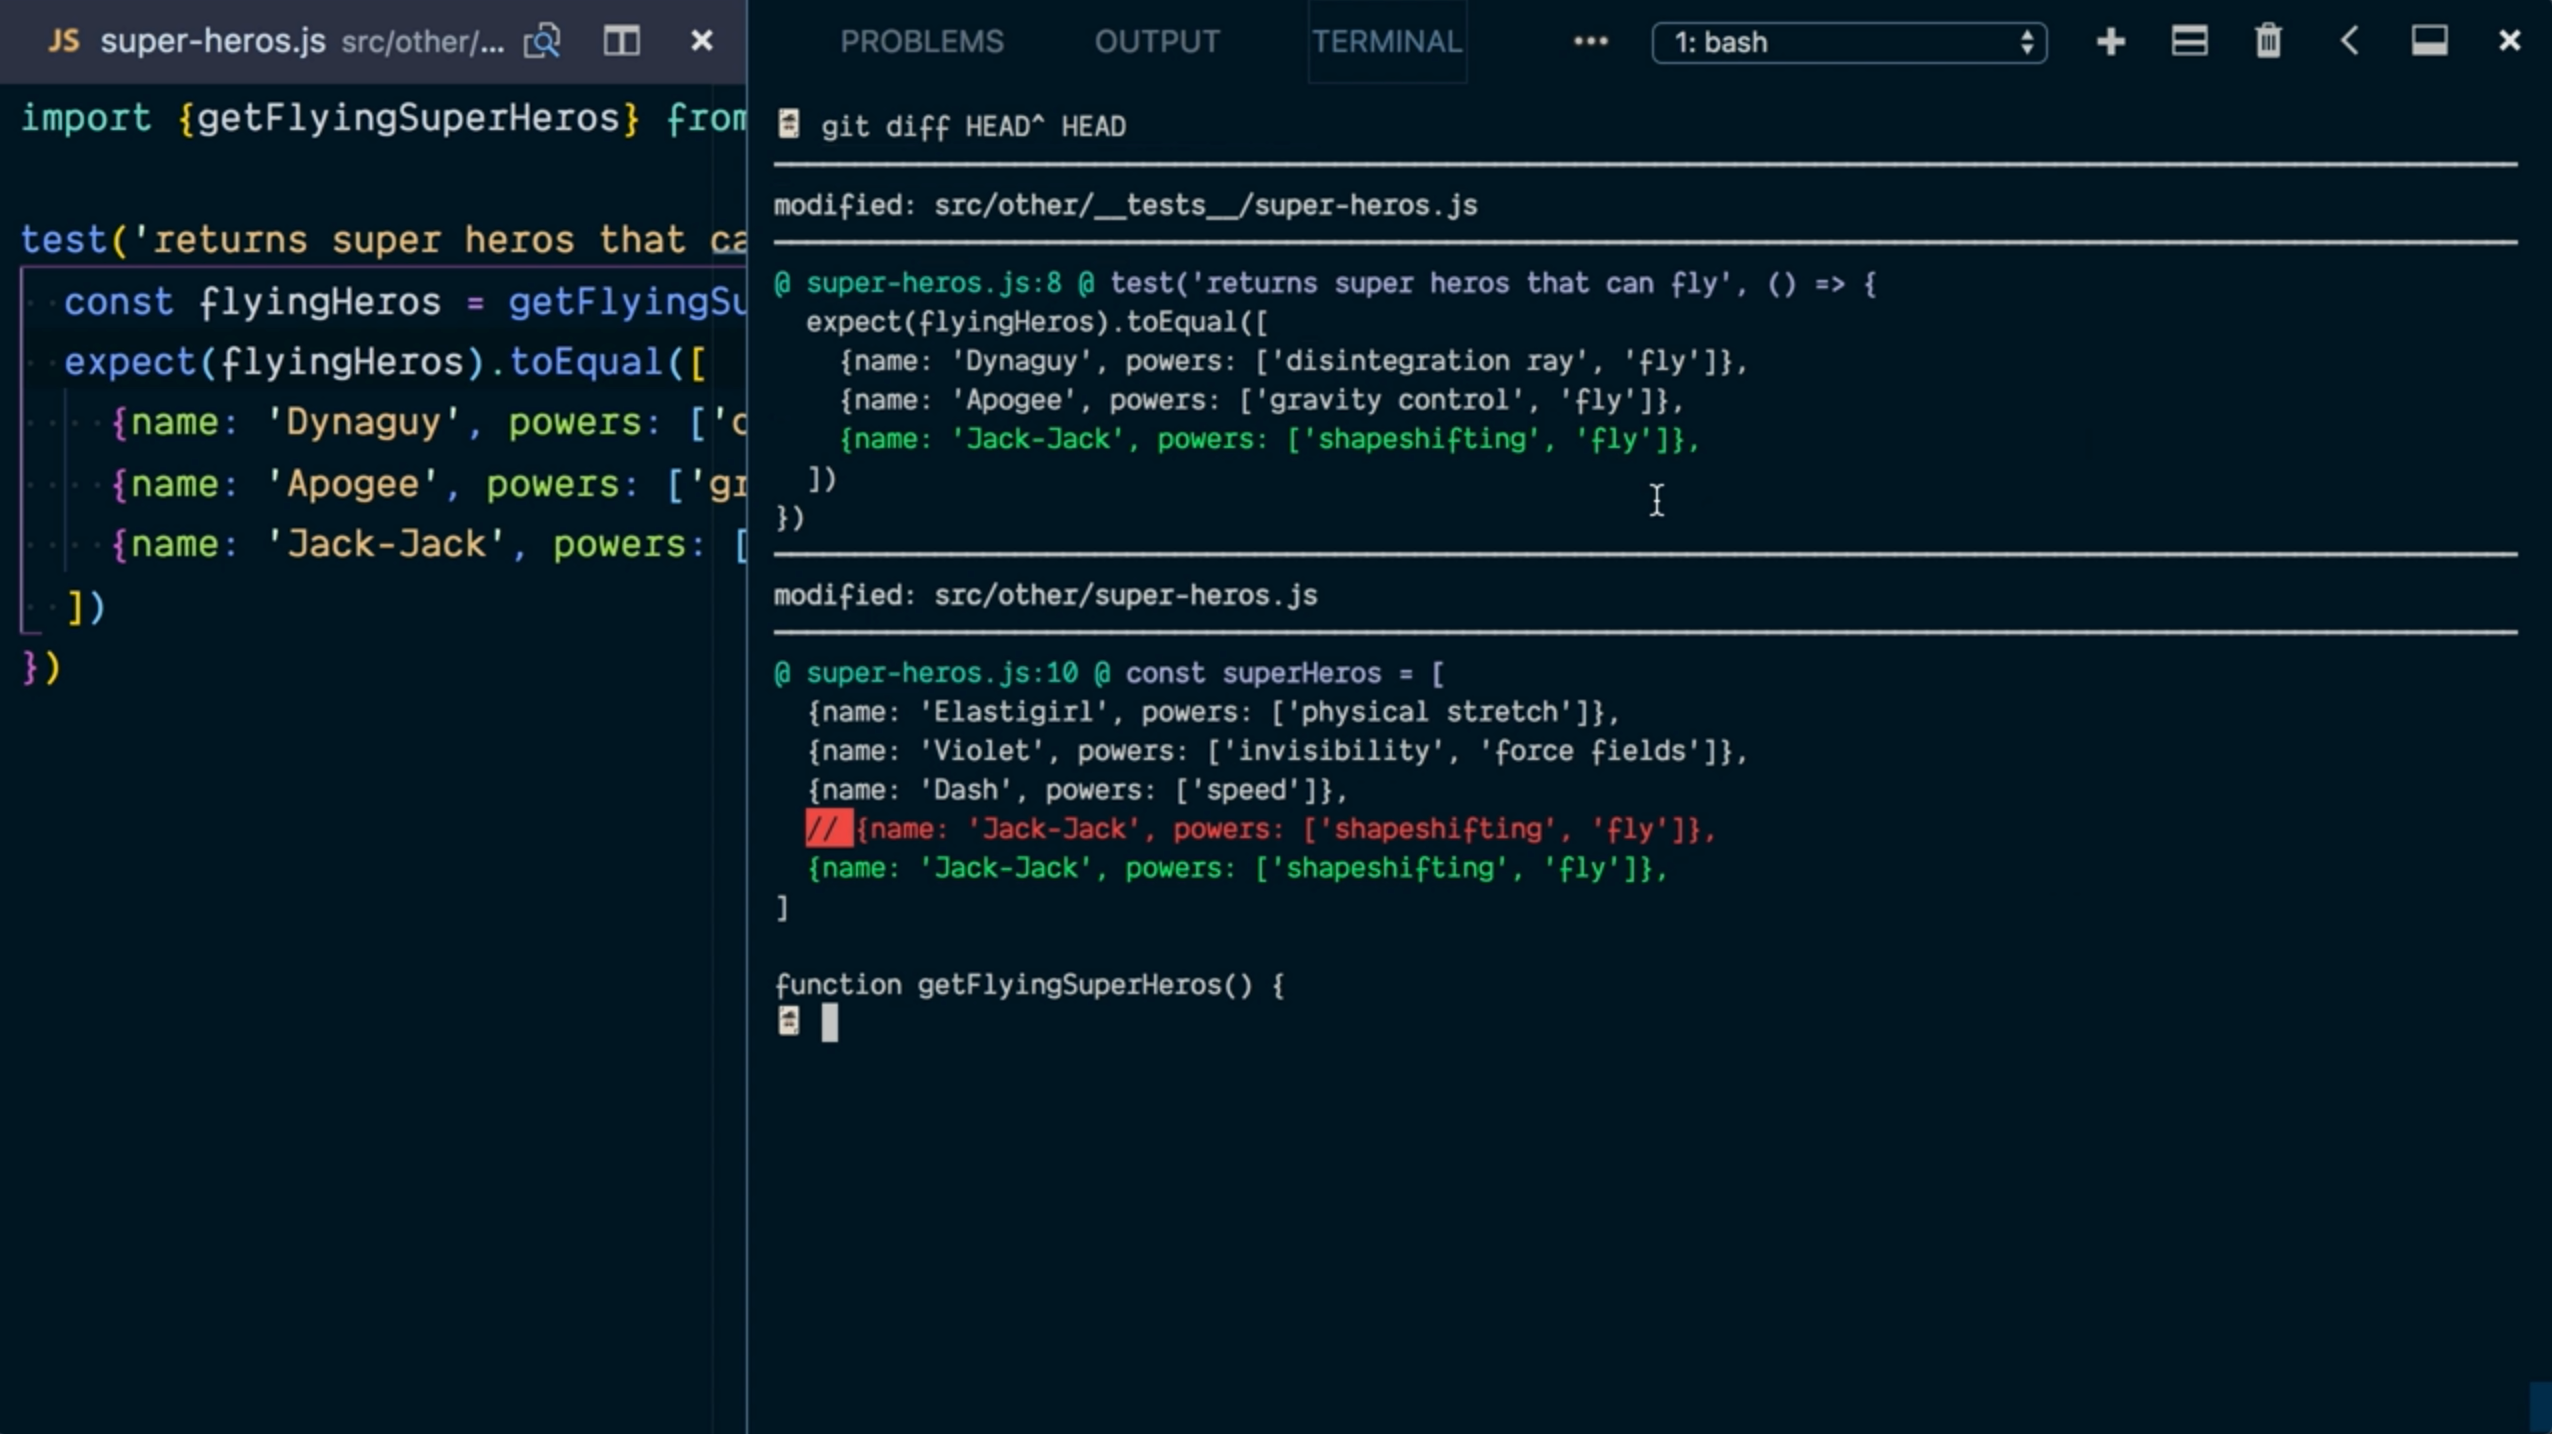 JS super-heros.js src/other/...
import {getFlyingSuperHeros} from
test('returns super heros that ca
const flyingHeros = getFlyingSu
expect(flyingHeros).toEqual([
{name: 'Dynaguy', powers: ['d
{name: 'Apogee', powers: ['gr
{name: 'Jack-Jack', powers: [
])
})
PROBLEMS OUTPUT TERMINAL ••• 1: bash
git diff HEAD^ HEAD
modified: src/other/__tests__/super-heros.js
@ super-heros.js:8 @ test('returns super heros that can fly', () => {
expect(flyingHeros).toEqual([
{name: 'Dynaguy', powers: ['disintegration ray', 'fly']},
{name: 'Apogee', powers: ['gravity control', 'fly']},
{name: 'Jack-Jack', powers: ['shapeshifting', 'fly']},
])
})
modified: src/other/super-heros.js
@ super-heros.js:10 @ const superHeros = [
{name: 'Elastigirl', powers: ['physical stretch']},
{name: 'Violet', powers: ['invisibility', 'force fields']},
{name: 'Dash', powers: ['speed']},
// {name: 'Jack-Jack', powers: ['shapeshifting', 'fly']},
{name: 'Jack-Jack', powers: ['shapeshifting', 'fly']},
]
function getFlyingSuperHeros() {